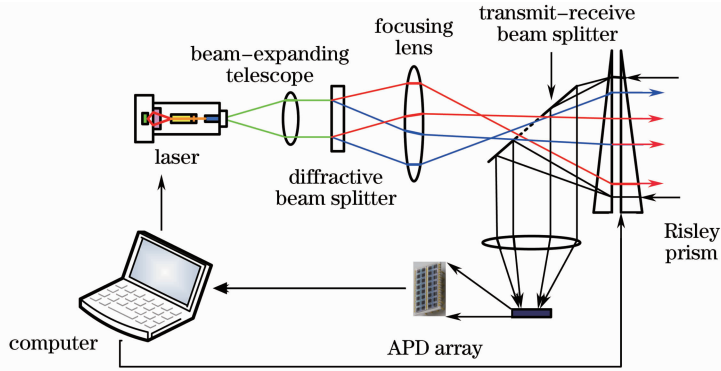 transmit-receive
beam splitter
focusing
lens
beam-expanding
telescope
laser
diffractive
beam splitter
Risley
prism
computer
APD array